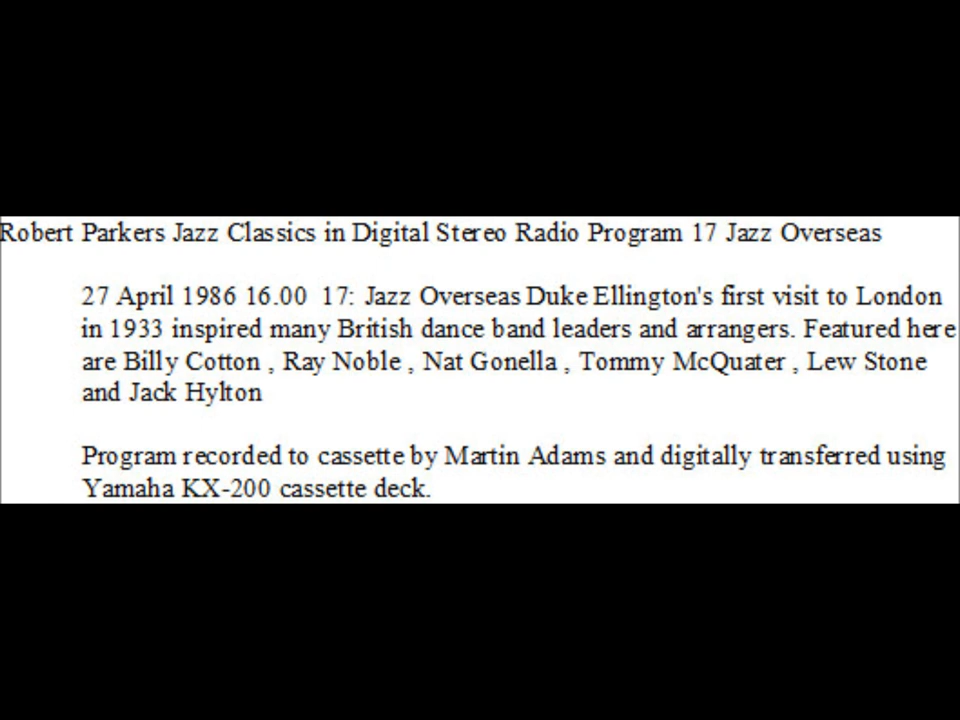 Robert Parkers Jazz Classics in Digital Stereo Radio Program 17 Jazz Overseas
27 April 1986 16.00  17: Jazz Overseas Duke Ellington's first visit to London
in 1933 inspired many British dance band leaders and arrangers. Featured here
are Billy Cotton , Ray Noble , Nat Gonella , Tommy McQuater , Lew Stone
and Jack Hylton
Program recorded to cassette by Martin Adams and digitally transferred using
Yamaha KX-200 cassette deck.